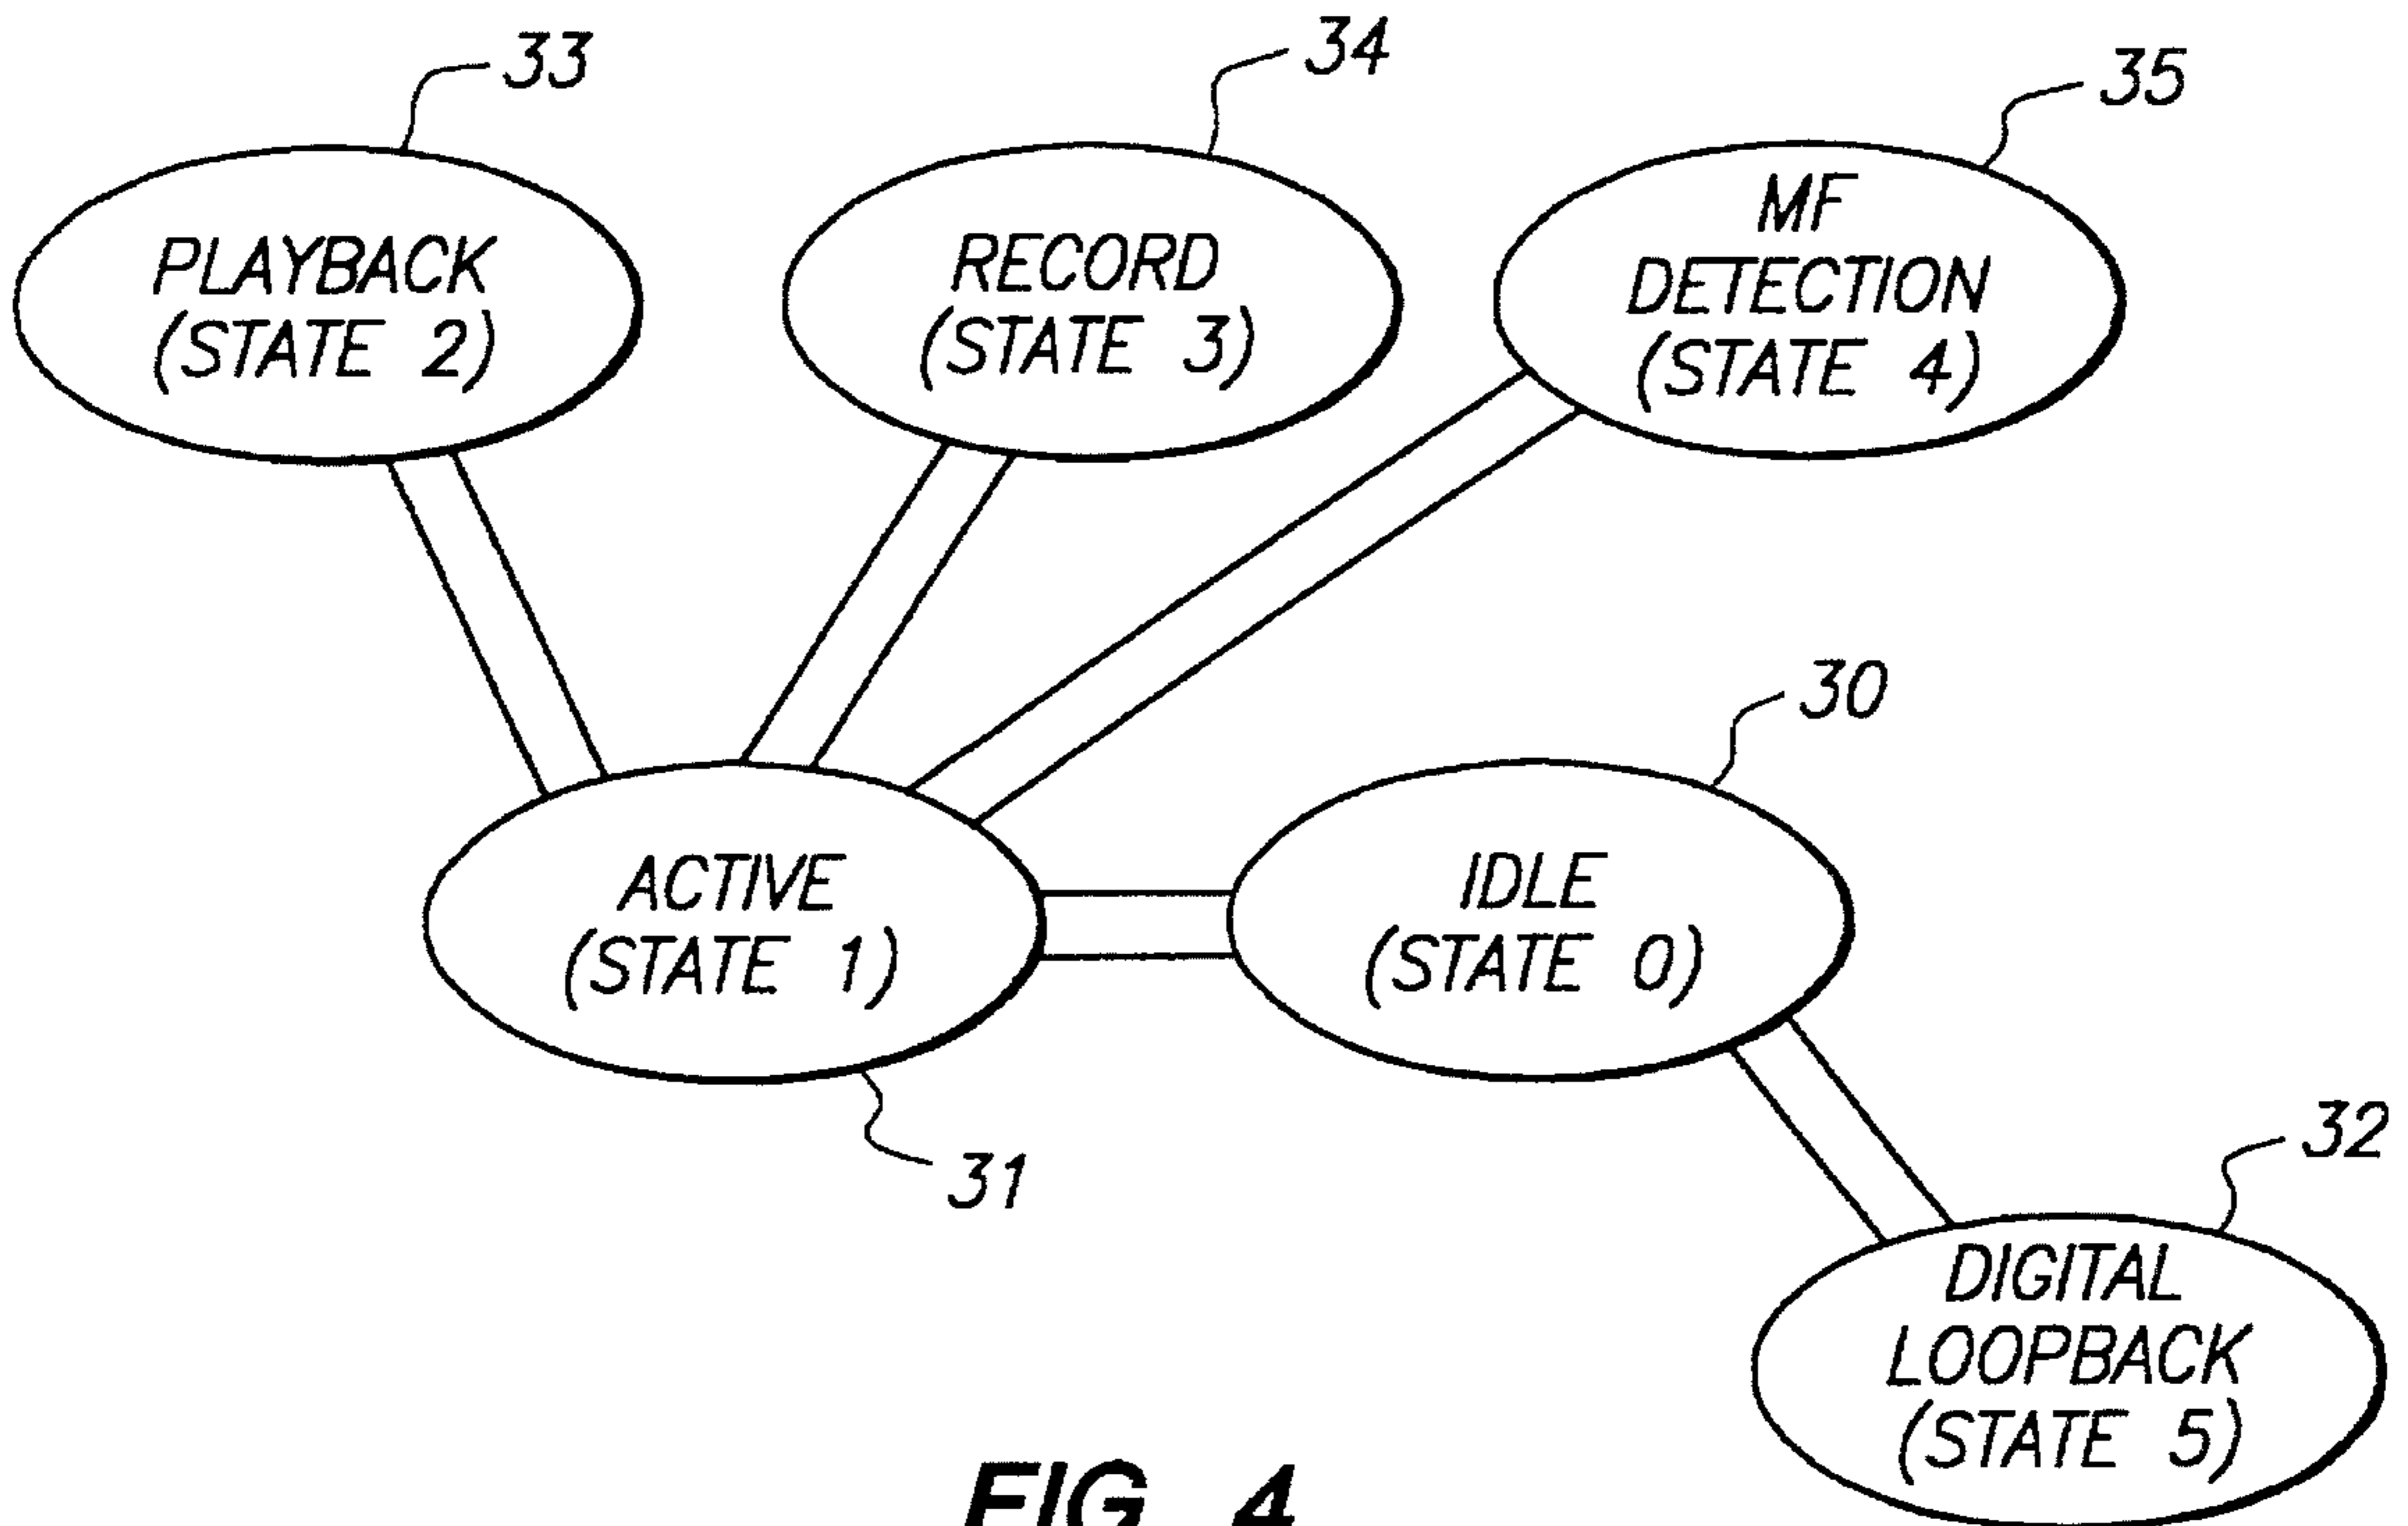 33
34
35
PLAYBACK
(STATE 2)
RECORD
(STATE 3)
MF
DETECTION
(STATE 4)
30
ACTIVE
(STATE 1)
IDLE
(STATE 0)
31
32
DIGITAL
LOOPBACK
(STATE 5)
FIG. 4